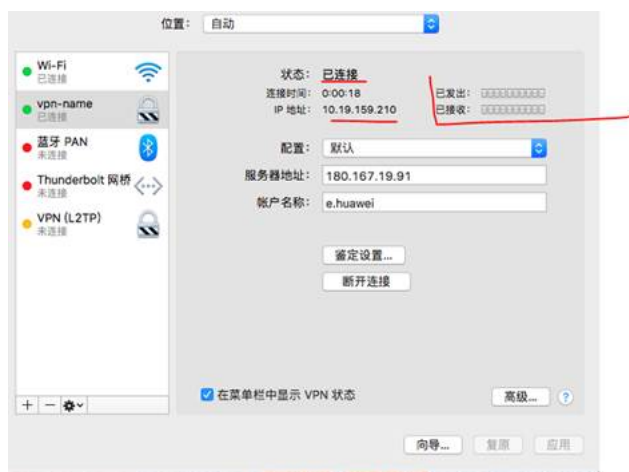 位置： 自动
Wi-Fi
已连接
vpn-name
已连接
蓝牙 PAN
未连接
Thunderbolt 网桥
未连接
VPN (L2TP)
未连接
状态： 已连接
连接时间： 0:00:18
已发出：
IP 地址： 10.19.159.210
已接收：
配置： 默认
服务器地址： 180.167.19.91
帐户名称： e.huawei
鉴定设置...
断开连接
在菜单栏中显示 VPN 状态
高级...
?
向导...
复原
应用